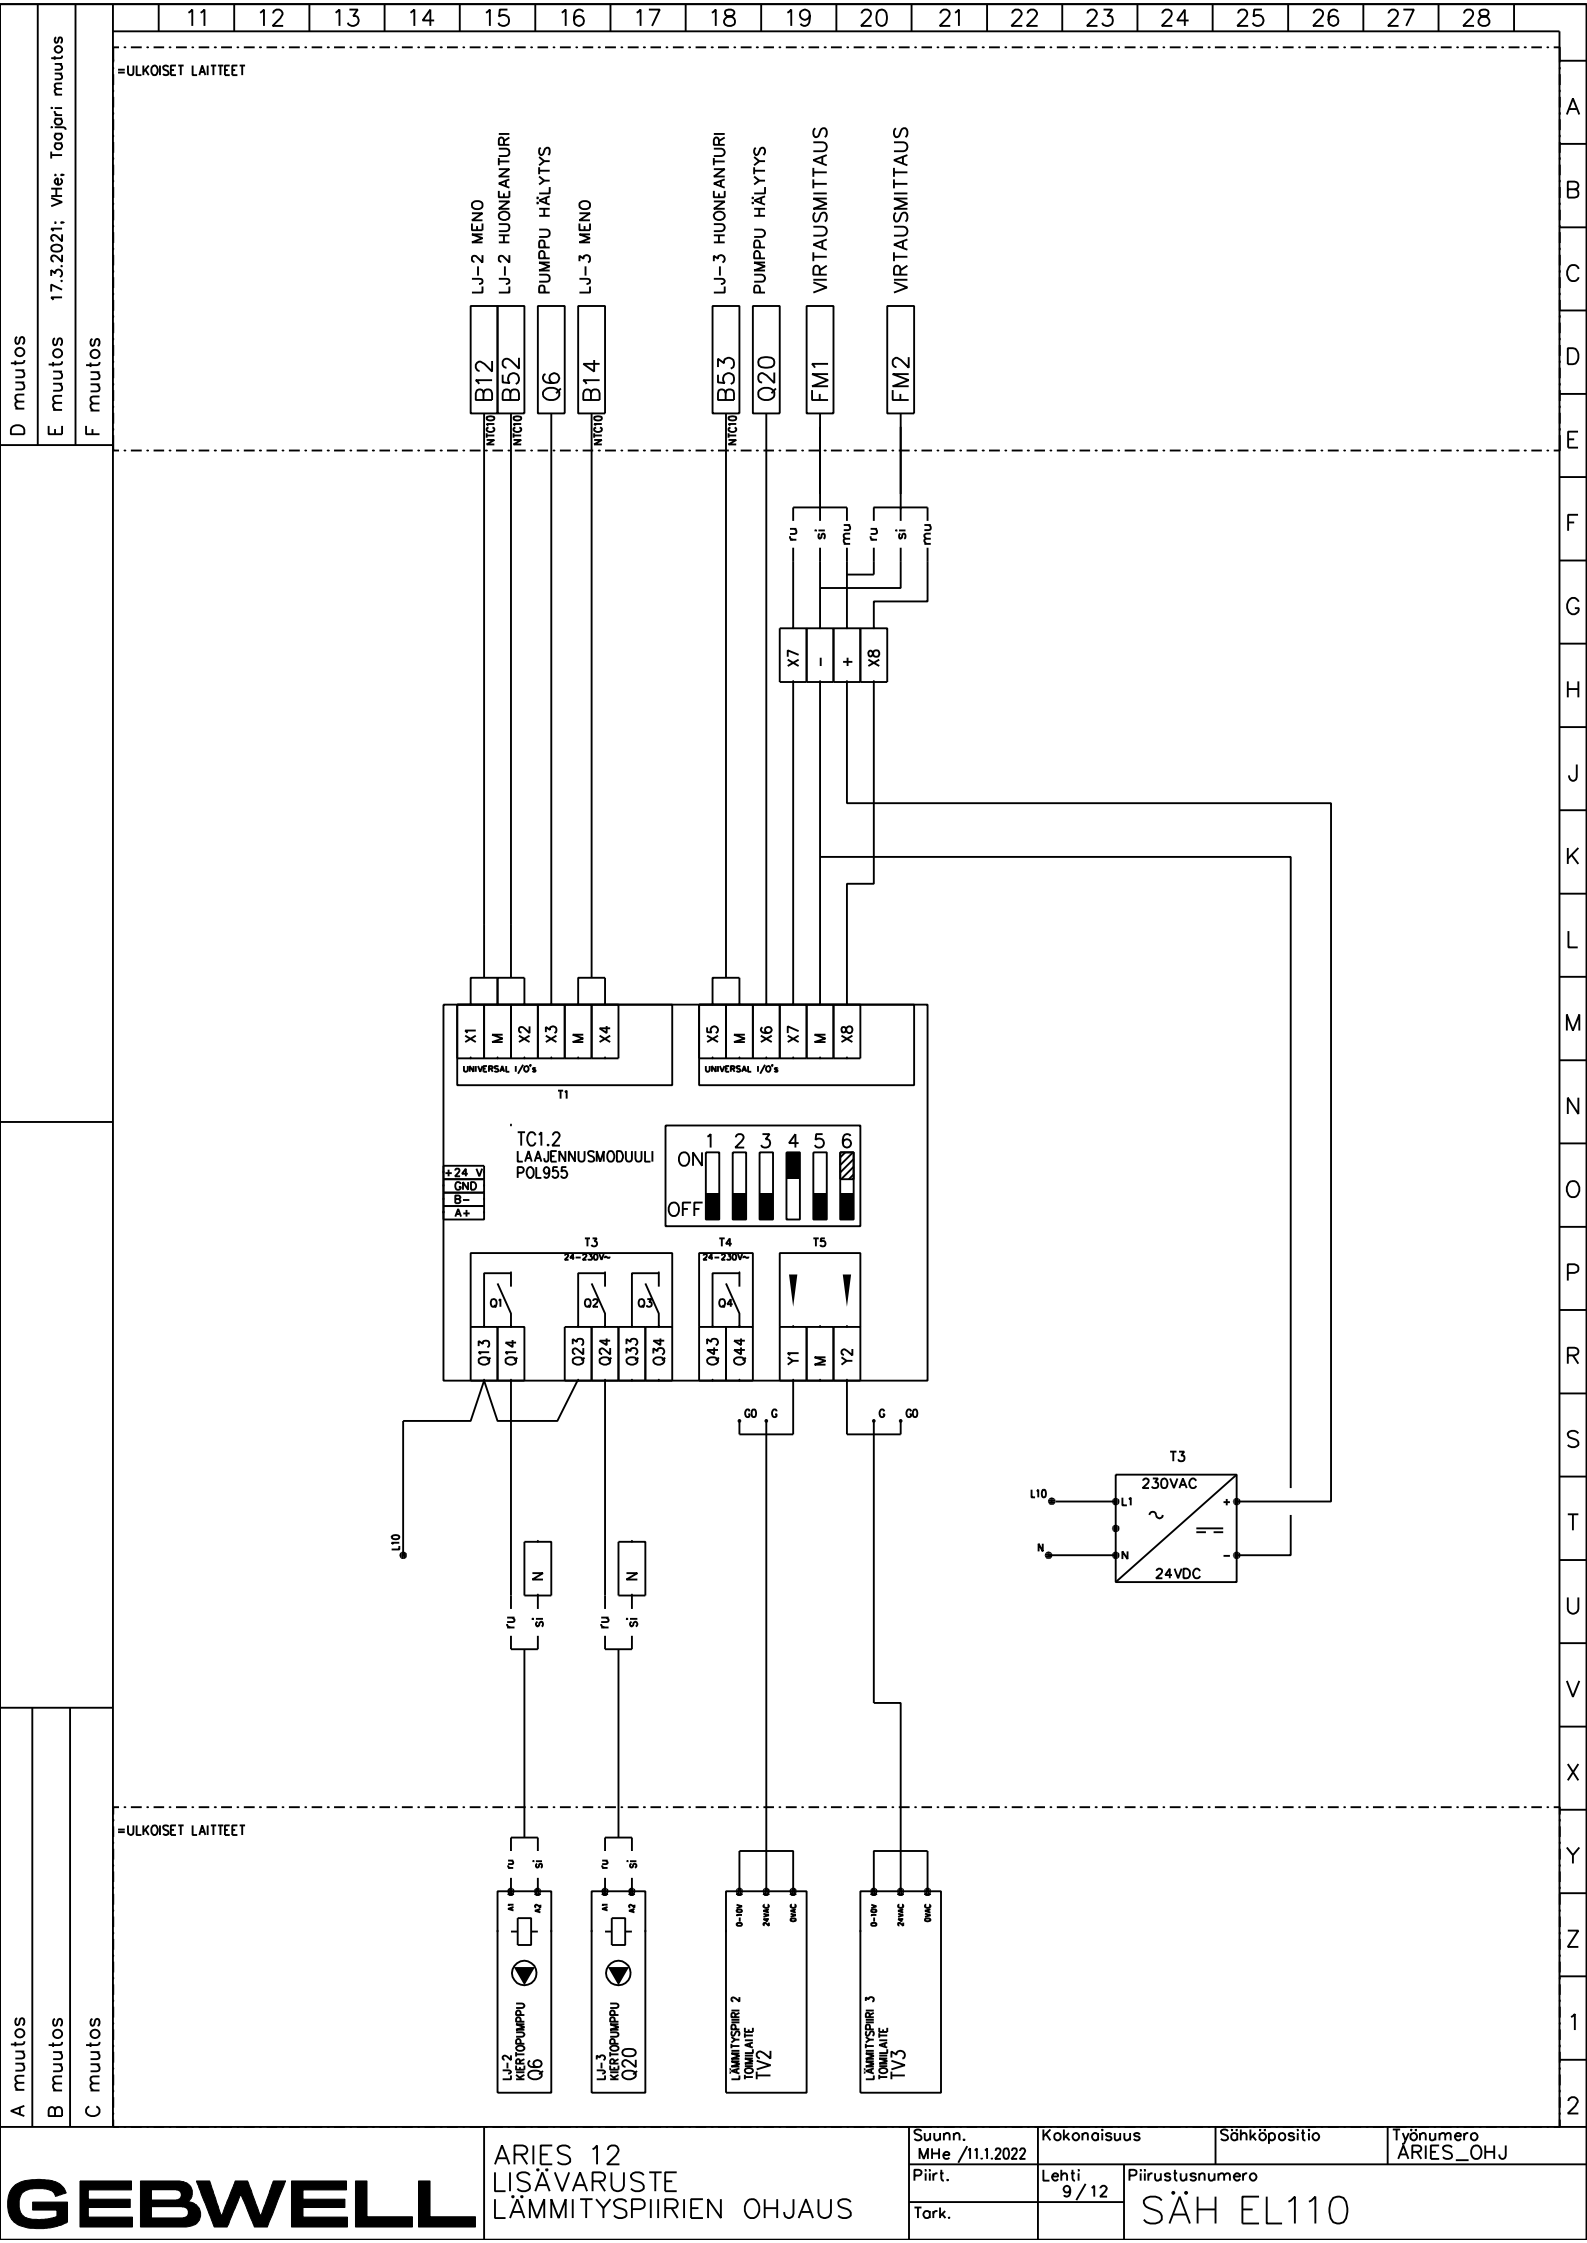 11 12 13 14 15 16 17 18 19 20 21 22 23 24 25 26 27 28
A
B
C
D
E
F
G
H
J
K
L
M
N
O
P
R
S
T
U
V
X
Y
Z
1
2
D muutos
E muutos 17.3.2021; VHe; Taajari muutos
F muutos
A muutos
B muutos
C muutos
=ULKOISET LAITTEET
LJ-2 MENO
LJ-2 HUONEANTURI
PUMPPU HÄLYTYS
LJ-3 MENO
LJ-3 HUONEANTURI
PUMPPU HÄLYTYS
VIRTAUSMITTAUS
VIRTAUSMITTAUS
B12 B52 Q6 B14 B53 Q20 FM1 FM2
NTC10 NTC10 NTC10 NTC10
ru si mu ru si mu
X7 - + X8
X1 M X2 X3 M X4
UNIVERSAL I/O's
T1
X5 M X6 X7 M X8
UNIVERSAL I/O's
TC1.2
LAAJENNUSMODUULI
POL955
+24 V
GND
B-
A+
1 2 3 4 5 6
ON
OFF
T3
24-230V~
T4
24-230V~
T5
Q1 Q2 Q3 Q4
Q13 Q14 Q23 Q24 Q33 Q34 Q43 Q44 Y1 M Y2
G0 G G G0
L10
N N
ru si ru si
T3
230VAC
L10 L1 +
~
N N -
24VDC
=ULKOISET LAITTEET
ru si ru si
A1 A2 A1 A2
0-10V 24VAC 0VAC
0-10V 24VAC 0VAC
LJ-2
KIERTOPUMPPU
Q6
LJ-3
KIERTOPUMPPU
Q20
LÄMMITYSPIIRI 2
TOIMILAITE
TV2
LÄMMITYSPIIRI 3
TOIMILAITE
TV3
GEBWELL
ARIES 12
LISÄVARUSTE
LÄMMITYSPIIRIEN OHJAUS
Suunn.
MHe /11.1.2022
Piirt.
Tark.
Kokonaisuus
Lehti
9/12
Sähköpositio
Työnumero
ARIES_OHJ
Piirustusnumero
SÄH EL110